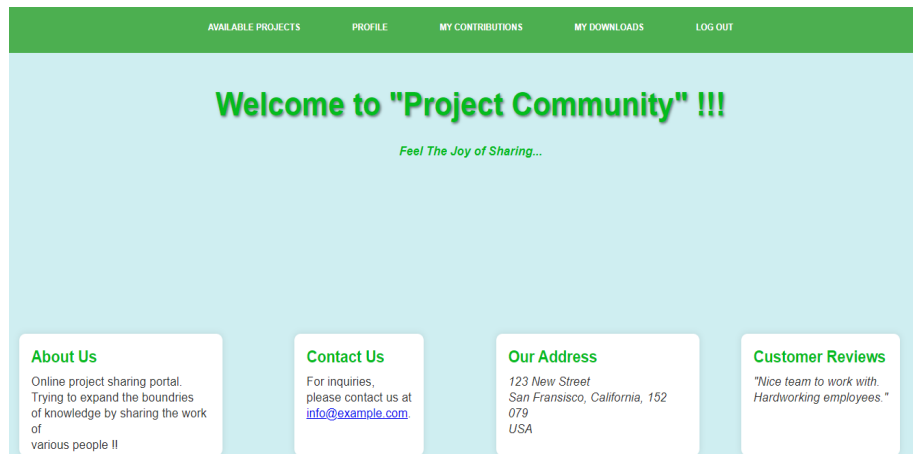 AVAILABLE PROJECTS PROFILE MY CONTRIBUTIONS MY DOWNLOADS LOG OUT
Welcome to "Project Community" !!!
Feel The Joy of Sharing...
About Us
Online project sharing portal.
Trying to expand the boundries
of knowledge by sharing the work
of
various people !!
Contact Us
For inquiries,
please contact us at
info@example.com.
Our Address
123 New Street
San Fransisco, California, 152
079
USA
Customer Reviews
"Nice team to work with.
Hardworking employees."